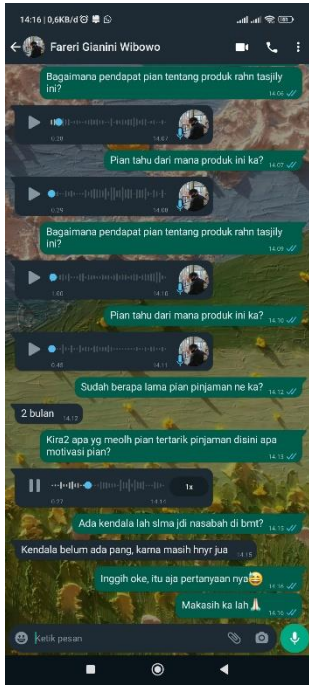 14:16 | 0,6KB/d
Fareri Gianini Wibowo
Bagaimana pendapat pian tentang produk rahn tasjily
ini?
14.06
0:28
14.07
Pian tahu dari mana produk ini ka?
14.07
0:29
14.08
Bagaimana pendapat pian tentang produk rahn tasjily
ini?
14.09
1:00
14.10
Pian tahu dari mana produk ini ka?
14.10
0:46
14.11
Sudah berapa lama pian pinjaman ne ka?
14.12
2 bulan
14.12
Kira2 apa yg meolh pian tertarik pinjaman disini apa
motivasi pian?
14.13
1x
0:27
14.14
Ada kendala lah slma jdi nasabah di bmt?
14.15
Kendala belum ada pang, karna masih hnyr jua
14.15
Inggih oke, itu aja pertanyaan nya😅
14.16
Makasih ka lah🙏🏻
14.16
Ketik pesan